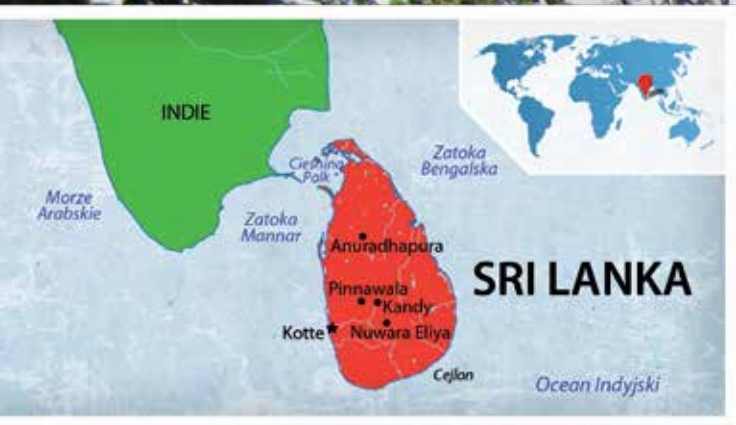 INDIE
Cieśnina
Palk
Zatoka
Bengalska
Morze
Arabskie
Zatoka
Mannar
Anuradhapura
SRI LANKA
Pinnawala
Kandy
Kotte
Nuwara Eliya
Cejlon
Ocean Indyjski